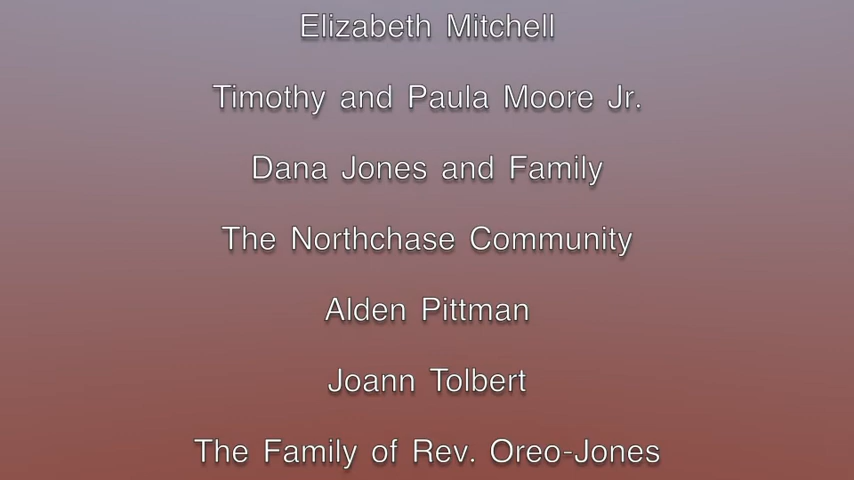 Elizabeth Mitchell
Timothy and Paula Moore Jr.
Dana Jones and Family
The Northchase Community
Alden Pittman
Joann Tolbert
The Family of Rev. Oreo-Jones